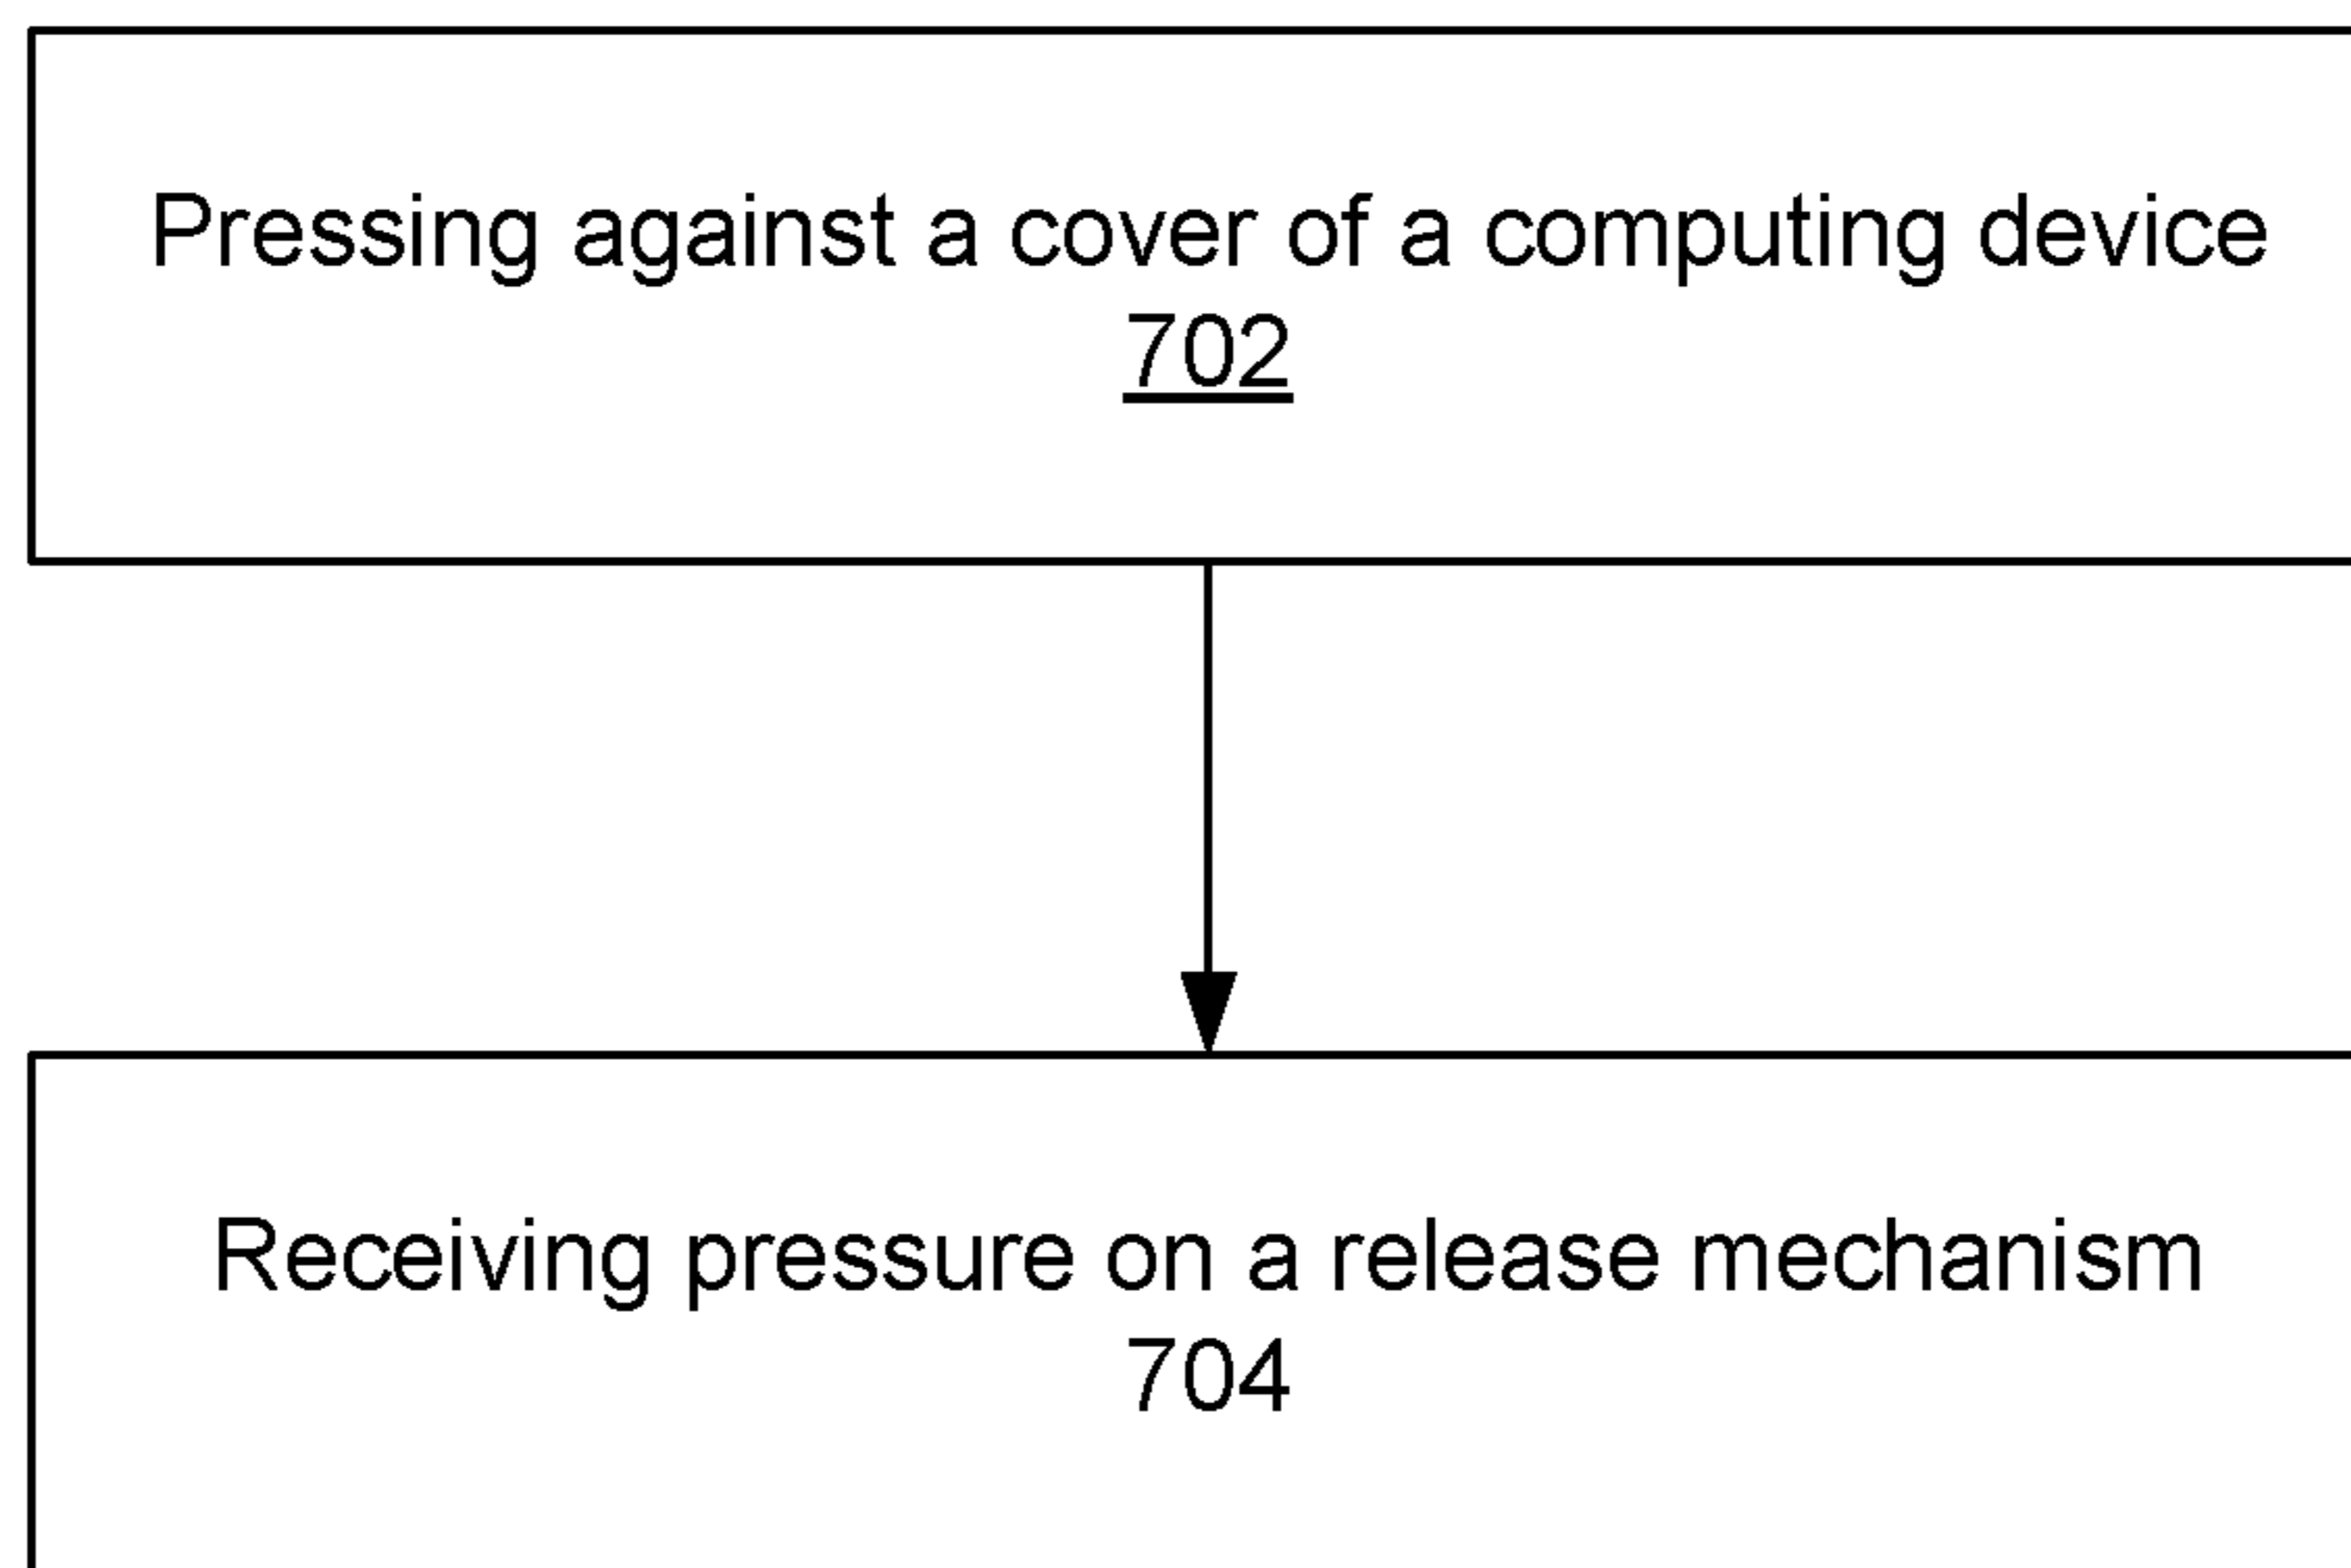 Pressing against a cover of a computing device
702
Receiving pressure on a release mechanism
704